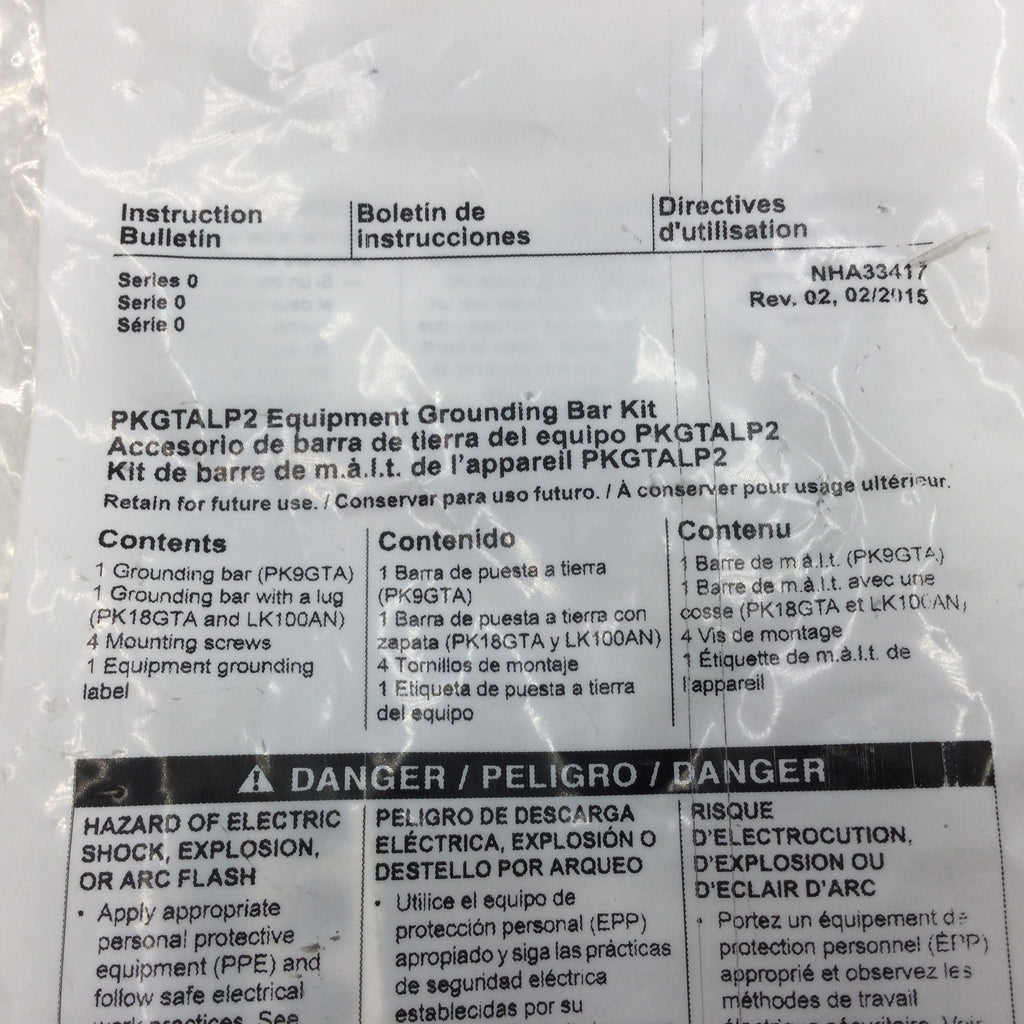 Instruction
Bulletin
Boletín de
instrucciones
Directives
d'utilisation
Series 0
Serie 0
Série 0
NHA33417
Rev. 02, 02/2015
PKGTALP2 Equipment Grounding Bar Kit
Accesorio de barra de tierra del equipo PKGTALP2
Kit de barre de m.à.l.t. de l'appareil PKGTALP2
Retain for future use. / Conservar para uso futuro. / À conserver pour usage ultérieur.
Contents
1 Grounding bar (PK9GTA)
1 Grounding bar with a lug
(PK18GTA and LK100AN)
4 Mounting screws
1 Equipment grounding
label
Contenido
1 Barra de puesta a tierra
(PK9GTA)
1 Barra de puesta a tierra con
zapata (PK18GTA y LK100AN)
4 Tornillos de montaje
1 Etiqueta de puesta a tierra
del equipo
Contenu
1 Barre de m.à.l.t. (PK9GTA)
1 Barre de m.à.l.t. avec une
cosse (PK18GTA et LK100AN)
4 Vis de montage
1 Étiquette de m.à.l.t. de
l'appareil
DANGER / PELIGRO / DANGER
HAZARD OF ELECTRIC
SHOCK, EXPLOSION,
OR ARC FLASH
• Apply appropriate
personal protective
equipment (PPE) and
follow safe electrical
work practices. See
PELIGRO DE DESCARGA
ELÉCTRICA, EXPLOSIÓN O
DESTELLO POR ARQUEO
• Utilice el equipo de
protección personal (EPP)
apropiado y siga las prácticas
de seguridad eléctrica
establecidas por su
RISQUE
D'ELECTROCUTION,
D'EXPLOSION OU
D'ECLAIR D'ARC
• Portez un équipement de
protection personnel (ÉPP)
approprié et observez les
méthodes de travail
électrique sécuritaire. Voir